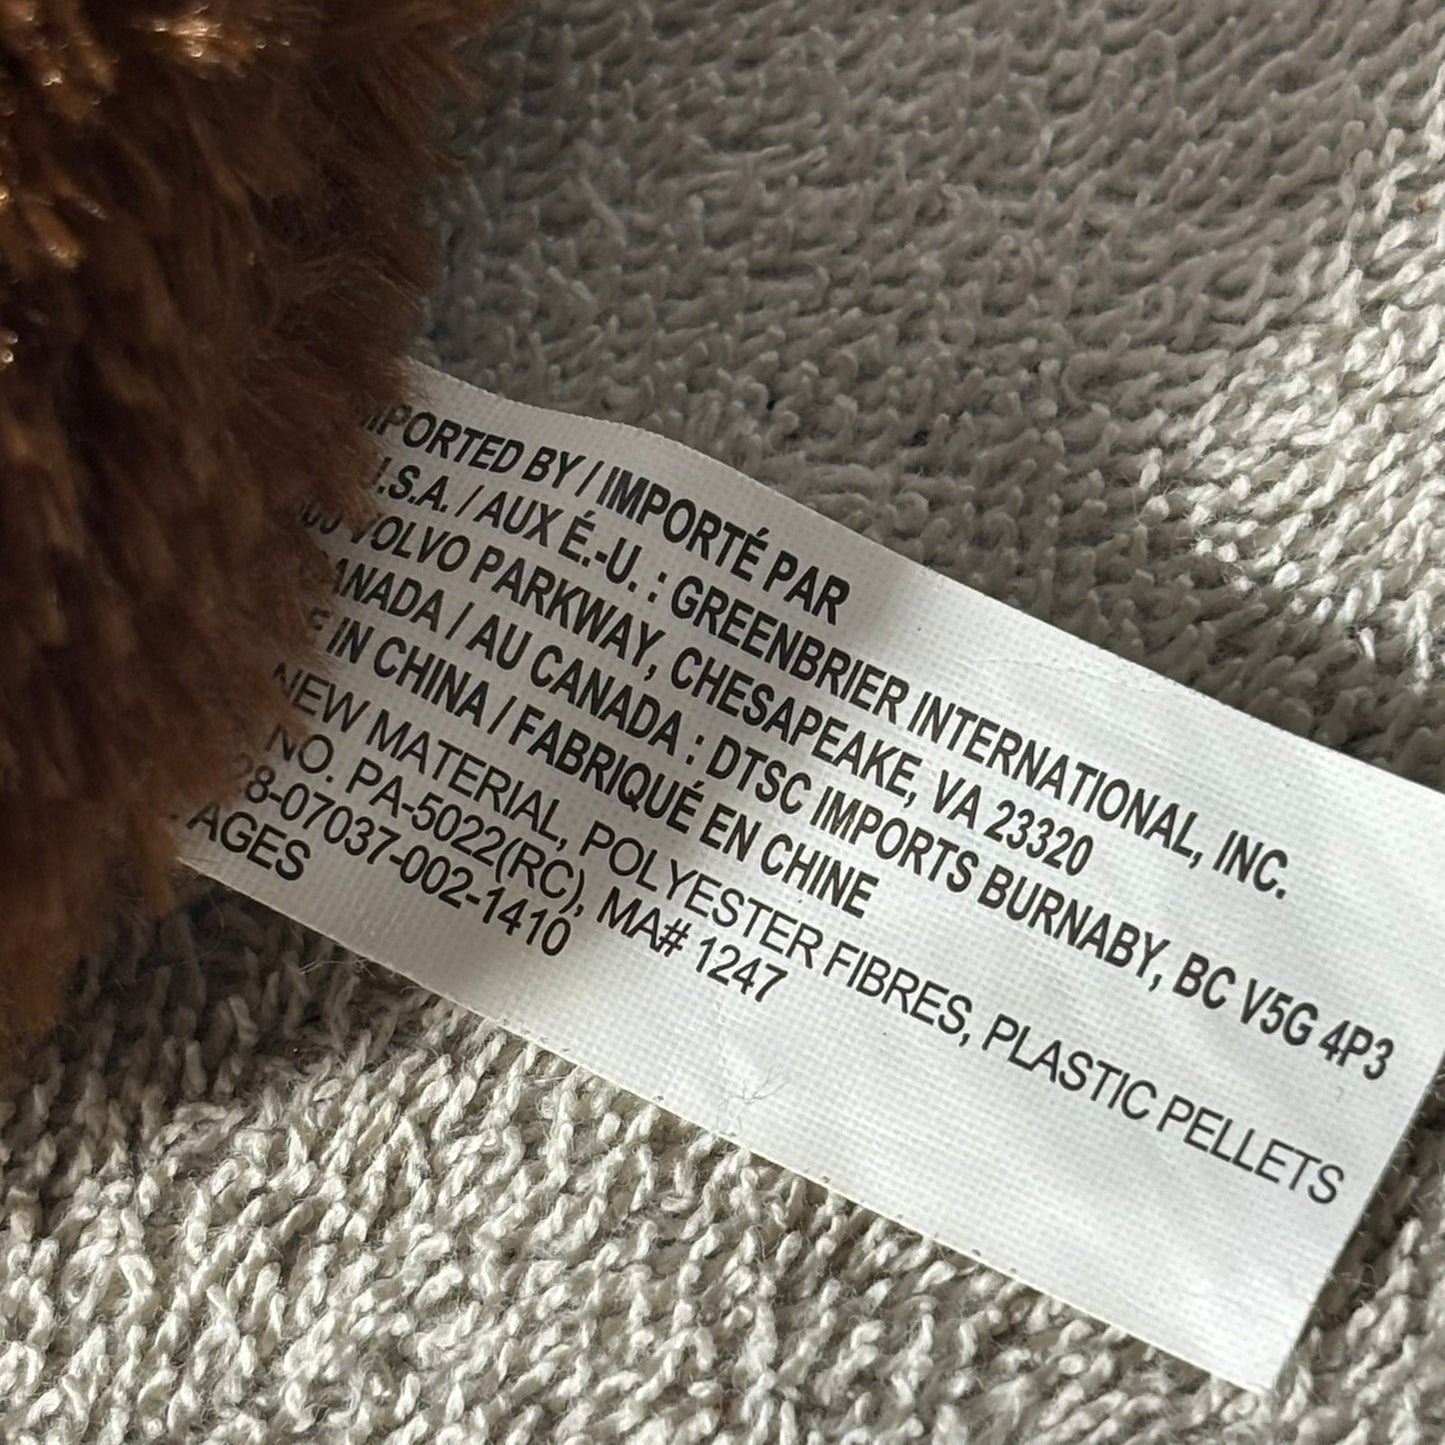 IMPORTED BY / IMPORTÉ PAR
U.S.A. / AUX É.-U. : GREENBRIER INTERNATIONAL, INC.
VOLVO PARKWAY, CHESAPEAKE, VA 23320
CANADA / AU CANADA : DTSC IMPORTS BURNABY, BC V5G 4P3
IN CHINA / FABRIQUÉ EN CHINE
NEW MATERIAL, POLYESTER FIBRES, PLASTIC PELLETS
NO. PA-5022(RC), MA# 1247
28-07037-002-1410
AGES